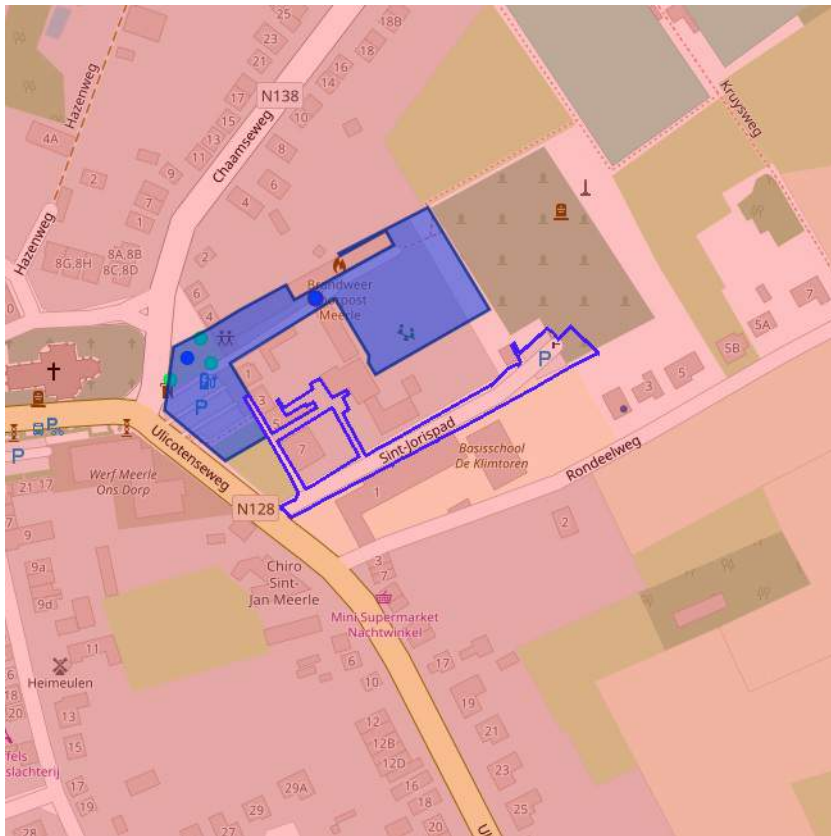 25
18B
23
18
21
16
14
17
N138
15
10
13
11
8
Hazenweg
Chaamseweg
Kruysweg
4A
9
2
6
7
4
1
Hazenweg
8A, 8B
8G, 8H
8C, D
2
6
4
Brandweer
Voorpost
Meerle
7
5A
5B
5
3
1
3
5
7
P
P
P
P
Sint-Jorispad
Basisschool
De Klimtoren
Rondeelweg
Ulicotenseweg
Werf Meerle
Ons Dorp
21
17
N128
1
2
9
9a
9d
Chiro
Sint-
Jan Meerle
3
7
Mini Supermarket
Nachtwinkel
11
Heimeulen
6
10
17
19
6
18
20
13
15
12
12B
12D
21
fels
slachterij
17
19
29A
29
27
16
18
20
23
25